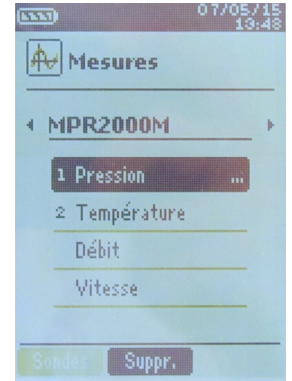 07/05/15
13:48
Mesures
MPR2000M
1 Pression ...
2 Température
Débit
Vitesse
Sondes Suppr.